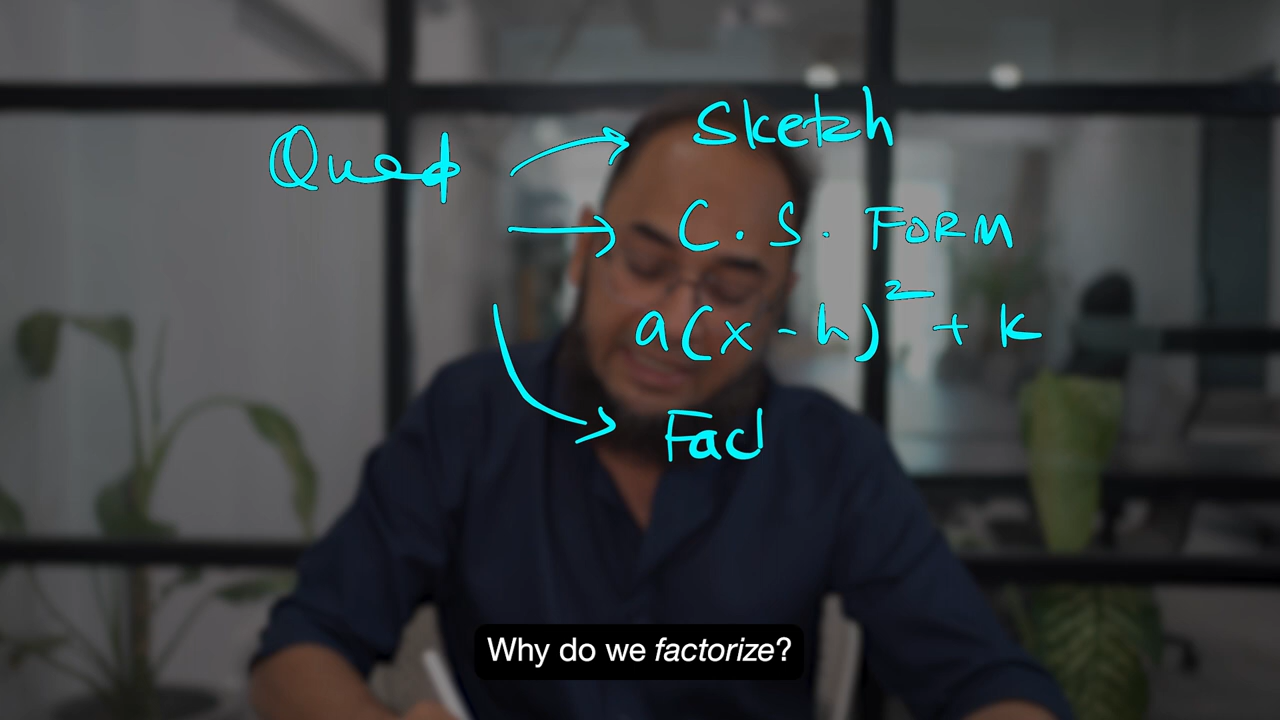 Quad → Sketch
→ C.S. FORM
a(x-h)² + k
→ Fac
Why do we factorize?